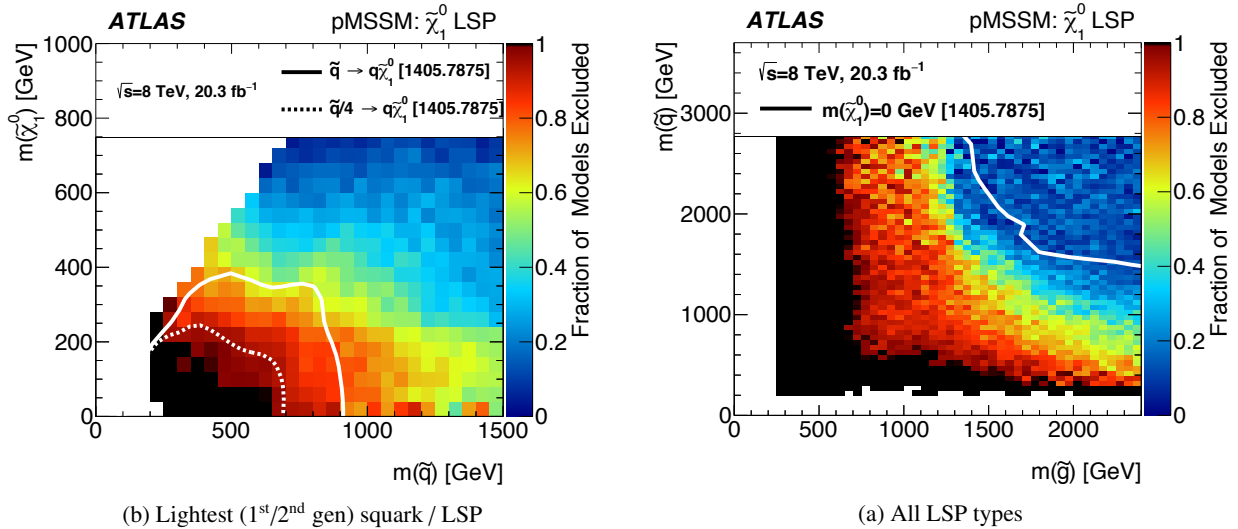 ATLAS
pMSSM: χ̃₁⁰ LSP
m(χ̃₁⁰) [GeV]
1000
800
600
400
200
0
√s=8 TeV, 20.3 fb⁻¹
q̃ → qχ̃₁⁰ [1405.7875]
q̃/4 → qχ̃₁⁰ [1405.7875]
0
500
1000
1500
m(q̃) [GeV]
1
0.8
0.6
0.4
0.2
0
Fraction of Models Excluded
(b) Lightest (1st/2nd gen) squark / LSP
ATLAS
pMSSM: χ̃₁⁰ LSP
m(q̃) [GeV]
3000
2000
1000
0
√s=8 TeV, 20.3 fb⁻¹
m(χ̃₁⁰)=0 GeV [1405.7875]
0
500
1000
1500
2000
m(g̃) [GeV]
1
0.8
0.6
0.4
0.2
0
Fraction of Models Excluded
(a) All LSP types